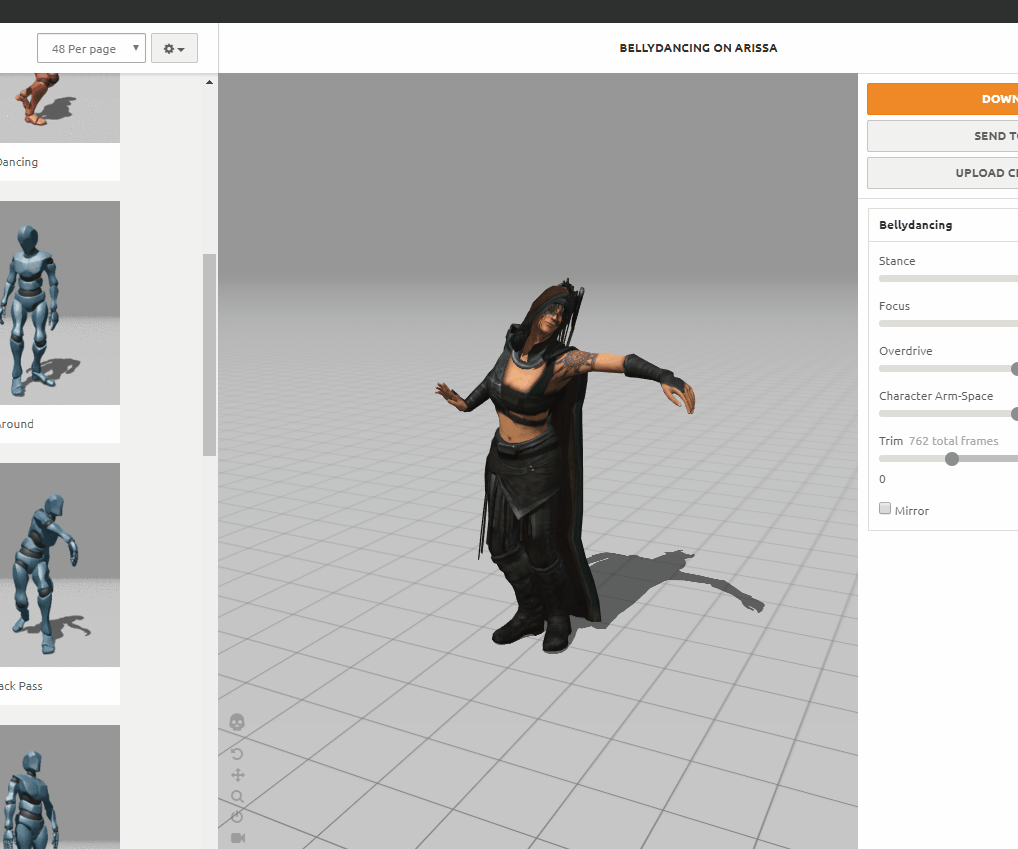 48 Per page
BELLYDANCING ON ARISSA
Dancing
Around
ack Pass
DOWN
SEND T
UPLOAD C
Bellydancing
Stance
Focus
Overdrive
Character Arm-Space
Trim 762 total frames
0
Mirror